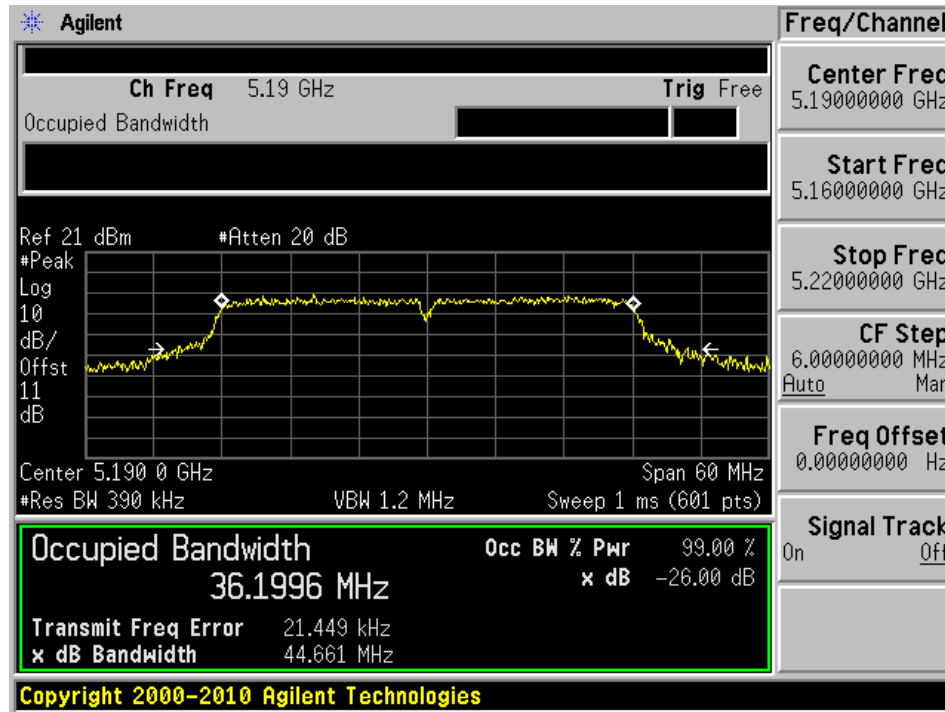 Agilent
Freq/Channel
Ch Freq 5.19 GHz Trig Free
Occupied Bandwidth
Center Freq
5.19000000 GHz
Start Freq
5.16000000 GHz
Stop Freq
5.22000000 GHz
CF Step
6.00000000 MHz
Auto Man
Freq Offset
0.00000000 Hz
Signal Track
On Off
Ref 21 dBm #Atten 20 dB
#Peak
Log
10
dB/
Offst
11
dB
Center 5.190 0 GHz Span 60 MHz
#Res BW 390 kHz VBW 1.2 MHz Sweep 1 ms (601 pts)
Occupied Bandwidth Occ BW % Pwr 99.00 %
36.1996 MHz x dB -26.00 dB
Transmit Freq Error 21.449 kHz
x dB Bandwidth 44.661 MHz
Copyright 2000-2010 Agilent Technologies